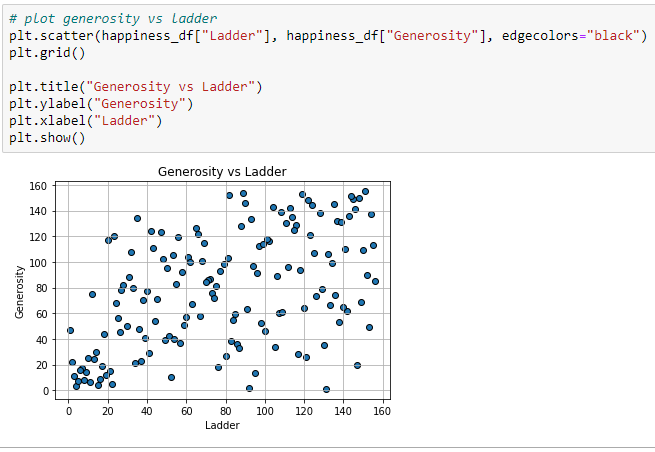 # plot generosity vs ladder
plt.scatter(happiness_df["Ladder"], happiness_df["Generosity"], edgecolors="black")
plt.grid()
plt.title("Generosity vs Ladder")
plt.ylabel("Generosity")
plt.xlabel("Ladder")
plt.show()
Generosity vs Ladder
160
140
120
100
80
60
40
20
0
Generosity
0 20 40 60 80 100 120 140 160
Ladder